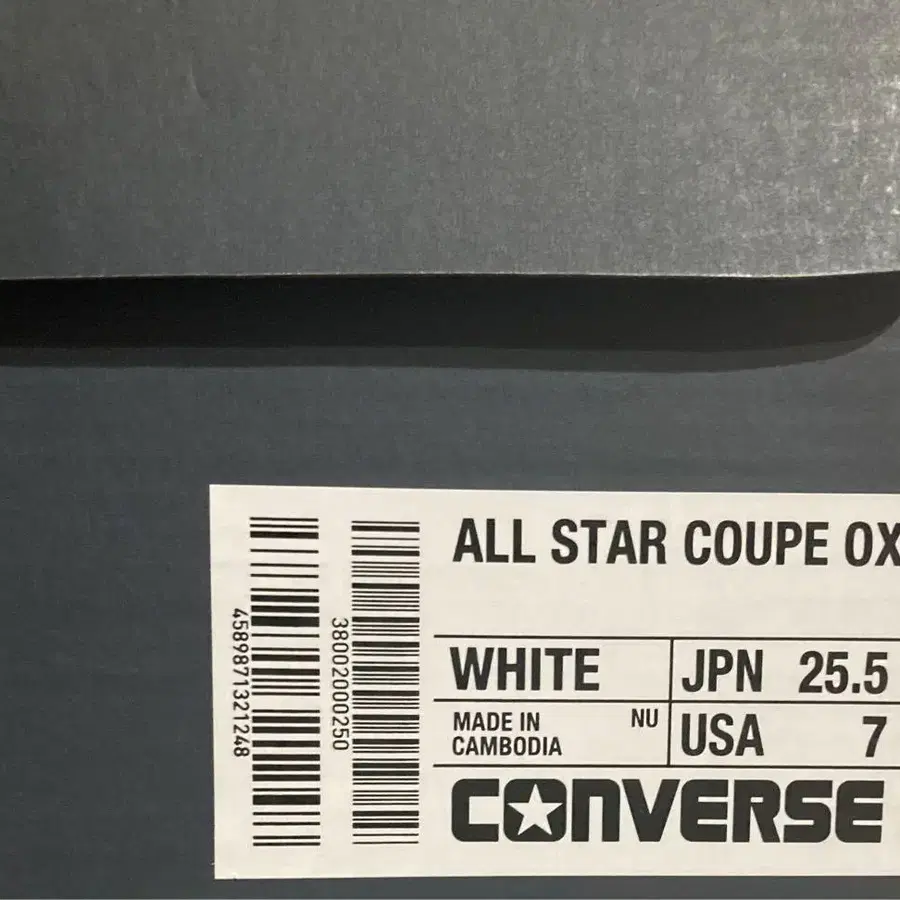 ALL STAR COUPE OX
WHITE
JPN 25.5
MADE IN
CAMBODIA
NU
USA 7
CONVERSE
4589871321248
38002000250